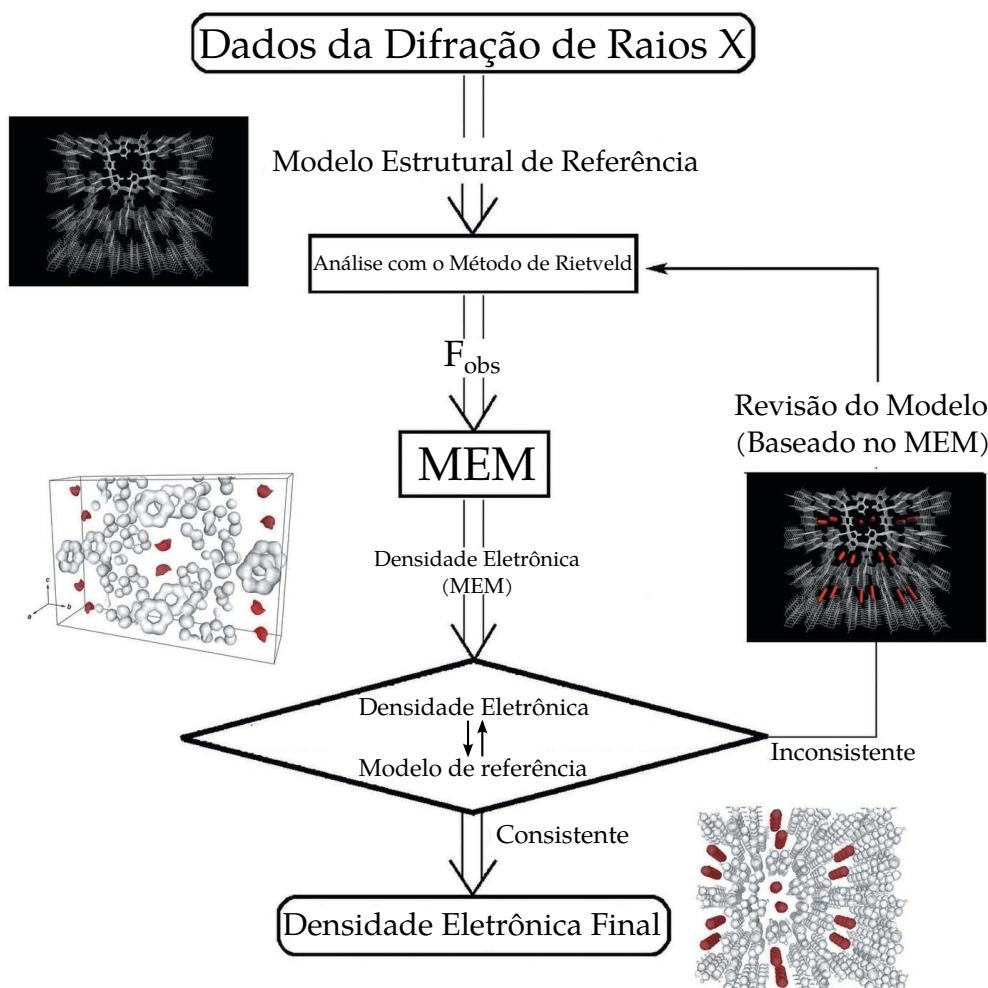 Dados da Difração de Raios X
Modelo Estrutural de Referência
Análise com o Método de Rietveld
Fobs
MEM
Revisão do Modelo
(Baseado no MEM)
Densidade Eletrônica
(MEM)
c
a
b
Densidade Eletrônica
Modelo de referência
Inconsistente
Consistente
Densidade Eletrônica Final